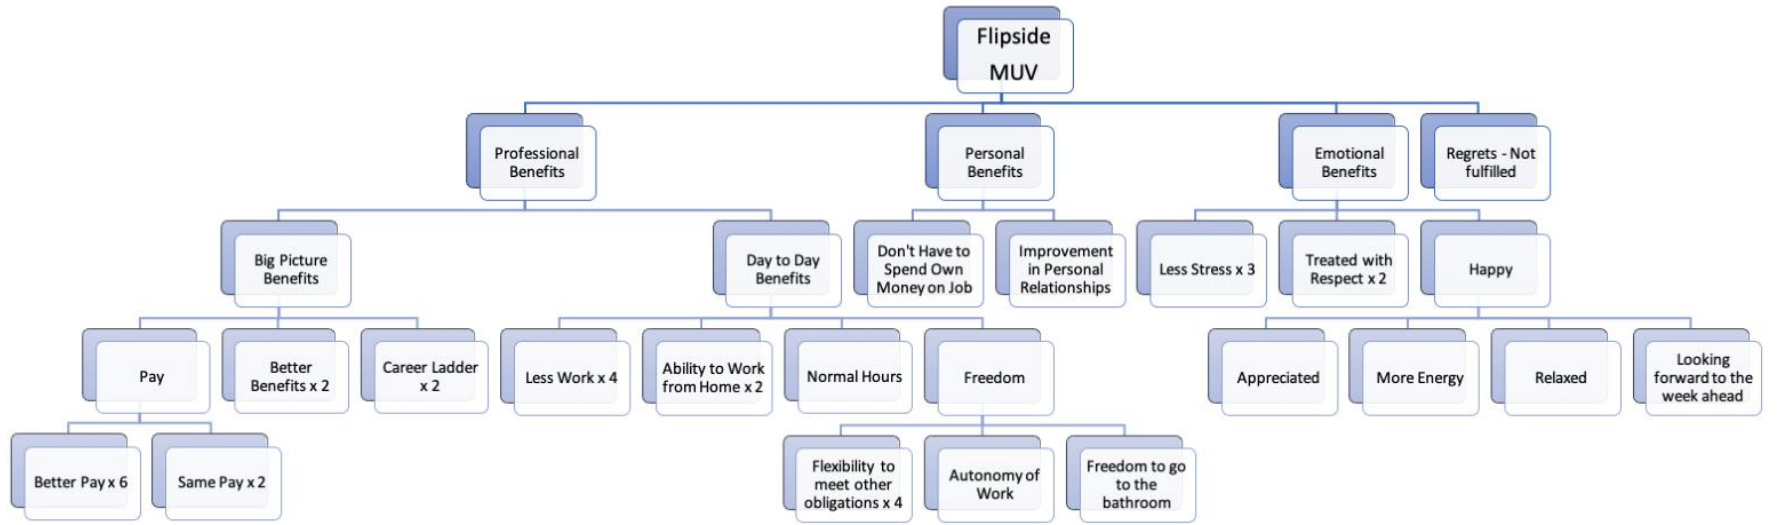 Flipside
MUV
Professional
Benefits
Personal
Benefits
Emotional
Benefits
Regrets - Not
fulfilled
Big Picture
Benefits
Day to Day
Benefits
Don't Have to
Spend Own
Money on Job
Improvement
in Personal
Relationships
Less Stress x 3
Treated with
Respect x 2
Happy
Pay
Better
Benefits x 2
Career Ladder
x 2
Less Work x 4
Ability to Work
from Home x 2
Normal Hours
Freedom
Appreciated
More Energy
Relaxed
Looking
forward to the
week ahead
Better Pay x 6
Same Pay x 2
Flexibility to
meet other
obligations x 4
Autonomy of
Work
Freedom to go
to the
bathroom